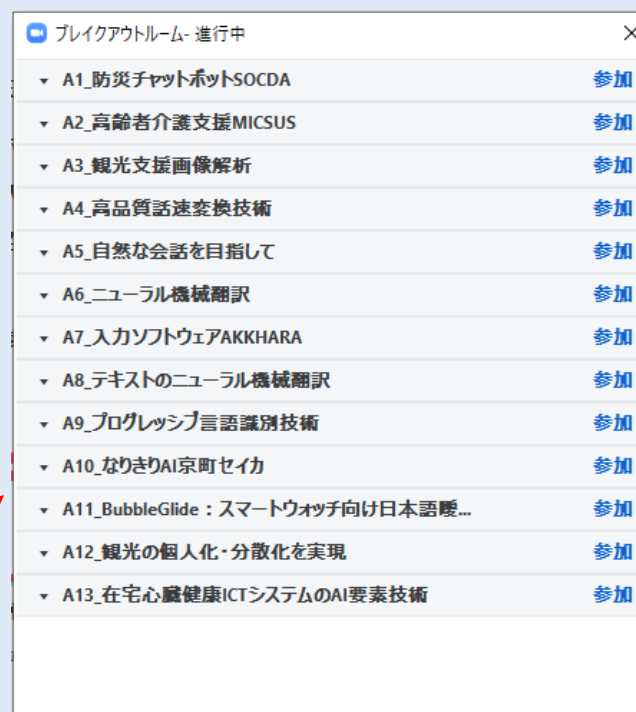 ブレイクアウトルーム- 進行中
A1_防災チャットボットSOCDA 参加
A2_高齢者介護支援MICSUS 参加
A3_観光支援画像解析 参加
A4_高品質話速変換技術 参加
A5_自然な会話を目指して 参加
A6_ニューラル機械翻訳 参加
A7_入力ソフトウェアAKKHARA 参加
A8_テキストのニューラル機械翻訳 参加
A9_プログレッシブ言語識別技術 参加
A10_なりきりAI京町セイカ 参加
A11_BubbleGlide：スマートウォッチ向け日本語曖... 参加
A12_観光の個人化・分散化を実現 参加
A13_在宅心臓健康ICTシステムのAI要素技術 参加